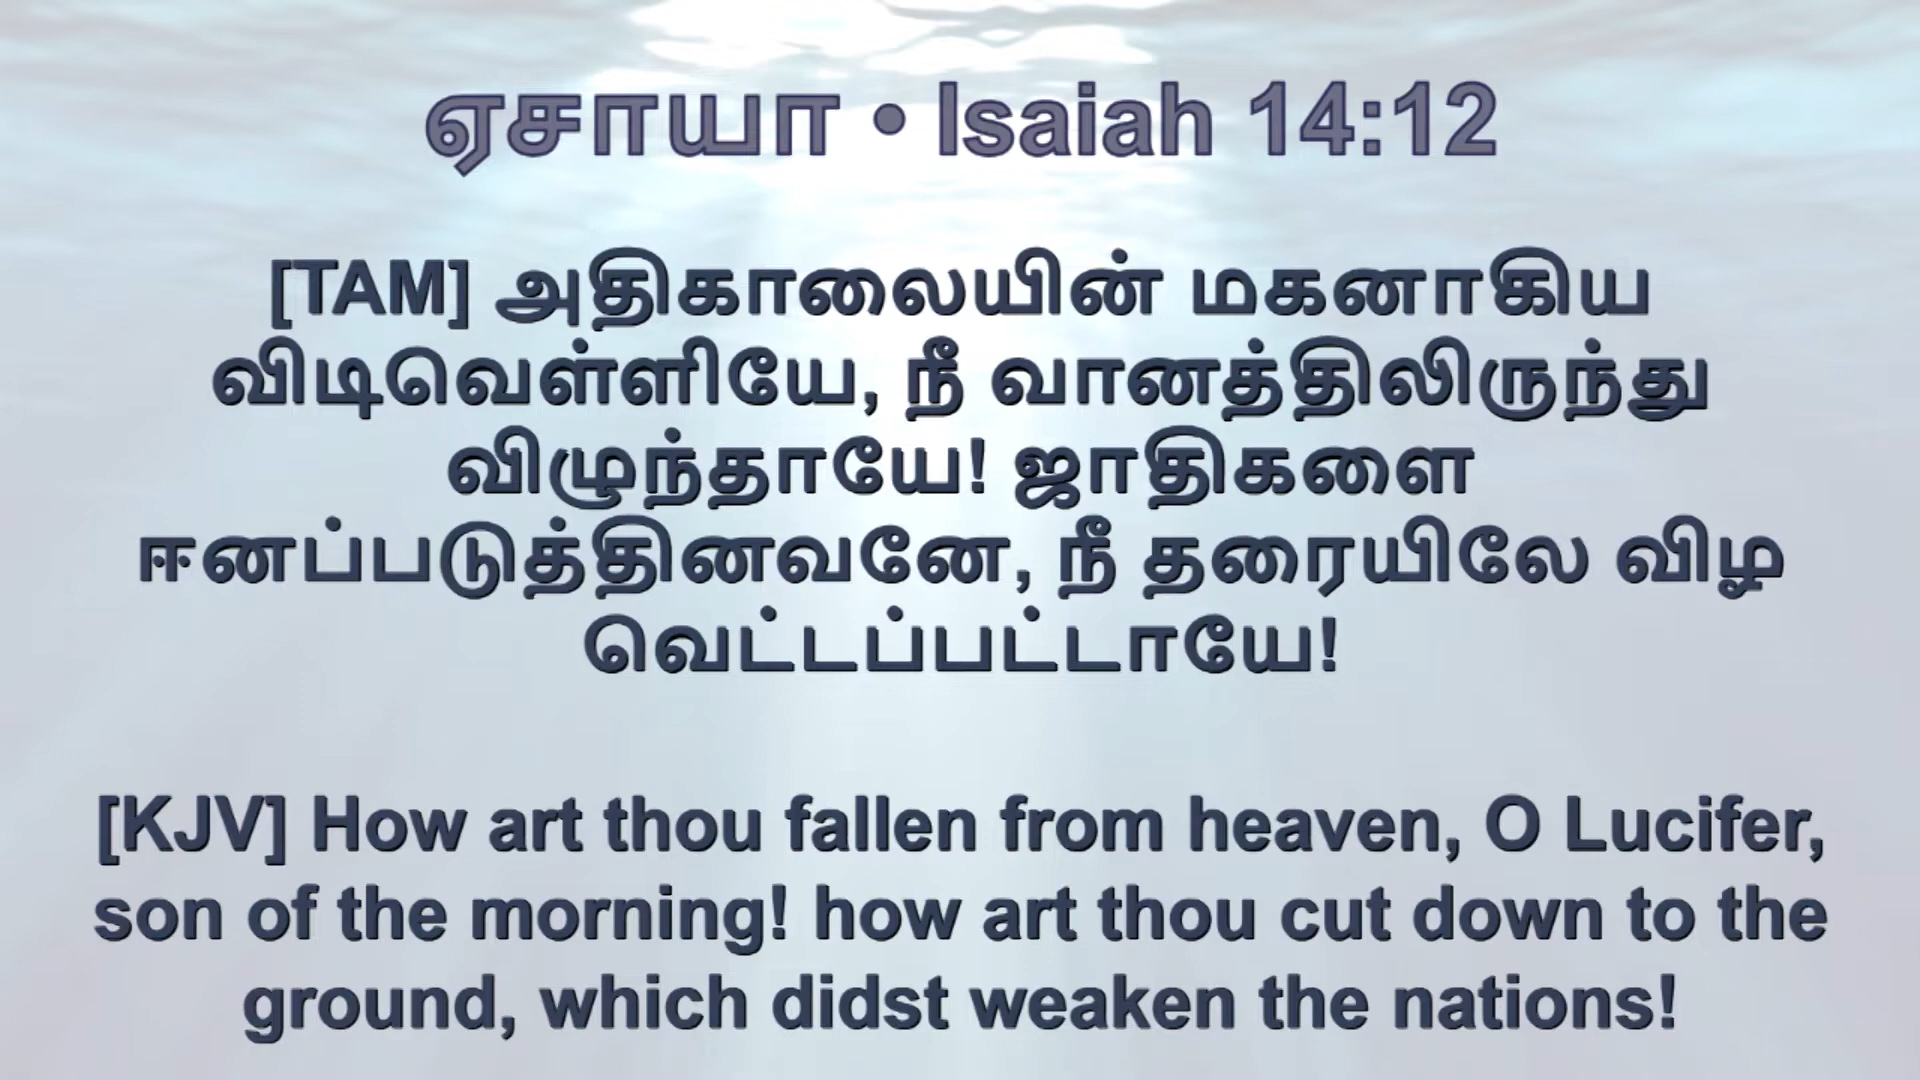 ஏசாயா • Isaiah 14:12
[TAM] அதிகாலையின் மகனாகிய
விடிவெள்ளியே, நீ வானத்திலிருந்து
விழுந்தாயே! ஜாதிகளை
ஈனப்படுத்தினவனே, நீ தரையிலே விழ
வெட்டப்பட்டாயே!
[KJV] How art thou fallen from heaven, O Lucifer,
son of the morning! how art thou cut down to the
ground, which didst weaken the nations!